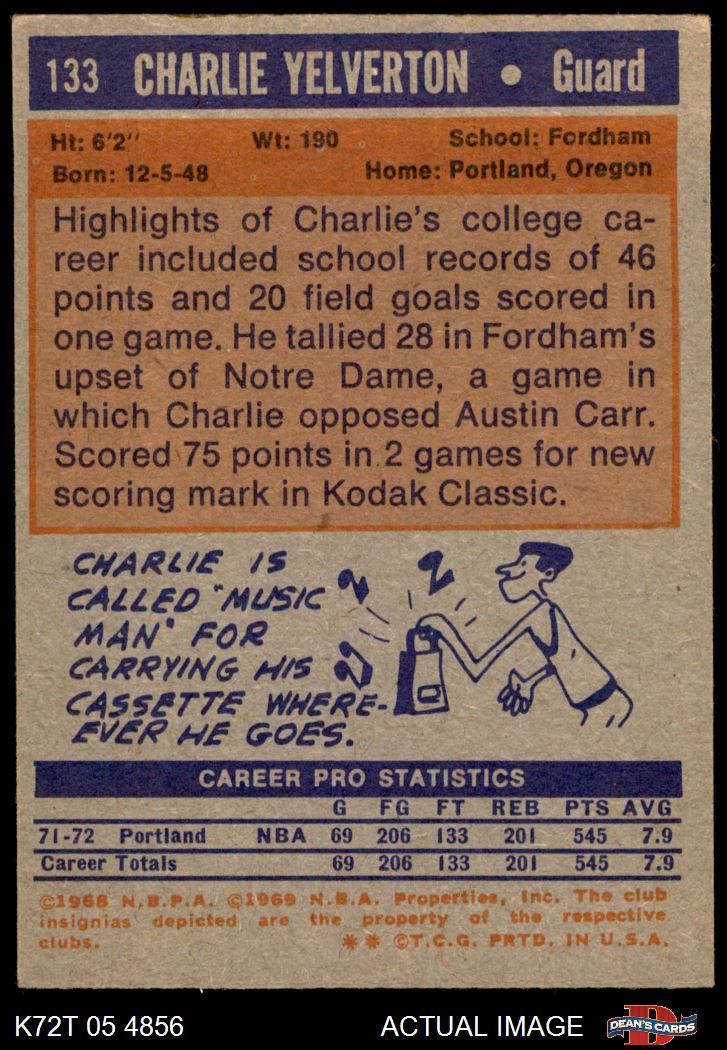 133 CHARLIE YELVERTON • Guard
Ht: 6'2" Wt: 190 School: Fordham
Born: 12-5-48 Home: Portland, Oregon
Highlights of Charlie's college ca-
reer included school records of 46
points and 20 field goals scored in
one game. He tallied 28 in Fordham's
upset of Notre Dame, a game in
which Charlie opposed Austin Carr.
Scored 75 points in 2 games for new
scoring mark in Kodak Classic.
CHARLIE IS
CALLED "MUSIC
MAN" FOR
CARRYING HIS
CASSETTE WHERE-
EVER HE GOES.
CAREER PRO STATISTICS
G FG FT REB PTS AVG
71-72 Portland NBA 69 206 133 201 545 7.9
Career Totals 69 206 133 201 545 7.9
©1968 N.B.P.A. ©1969 N.B.A. Properties, Inc. The club
insignias depicted are the property of the respective
clubs. ** ©T.C.G. PRTD. IN U.S.A.
K72T 05 4856 ACTUAL IMAGE DEAN'S CARDS